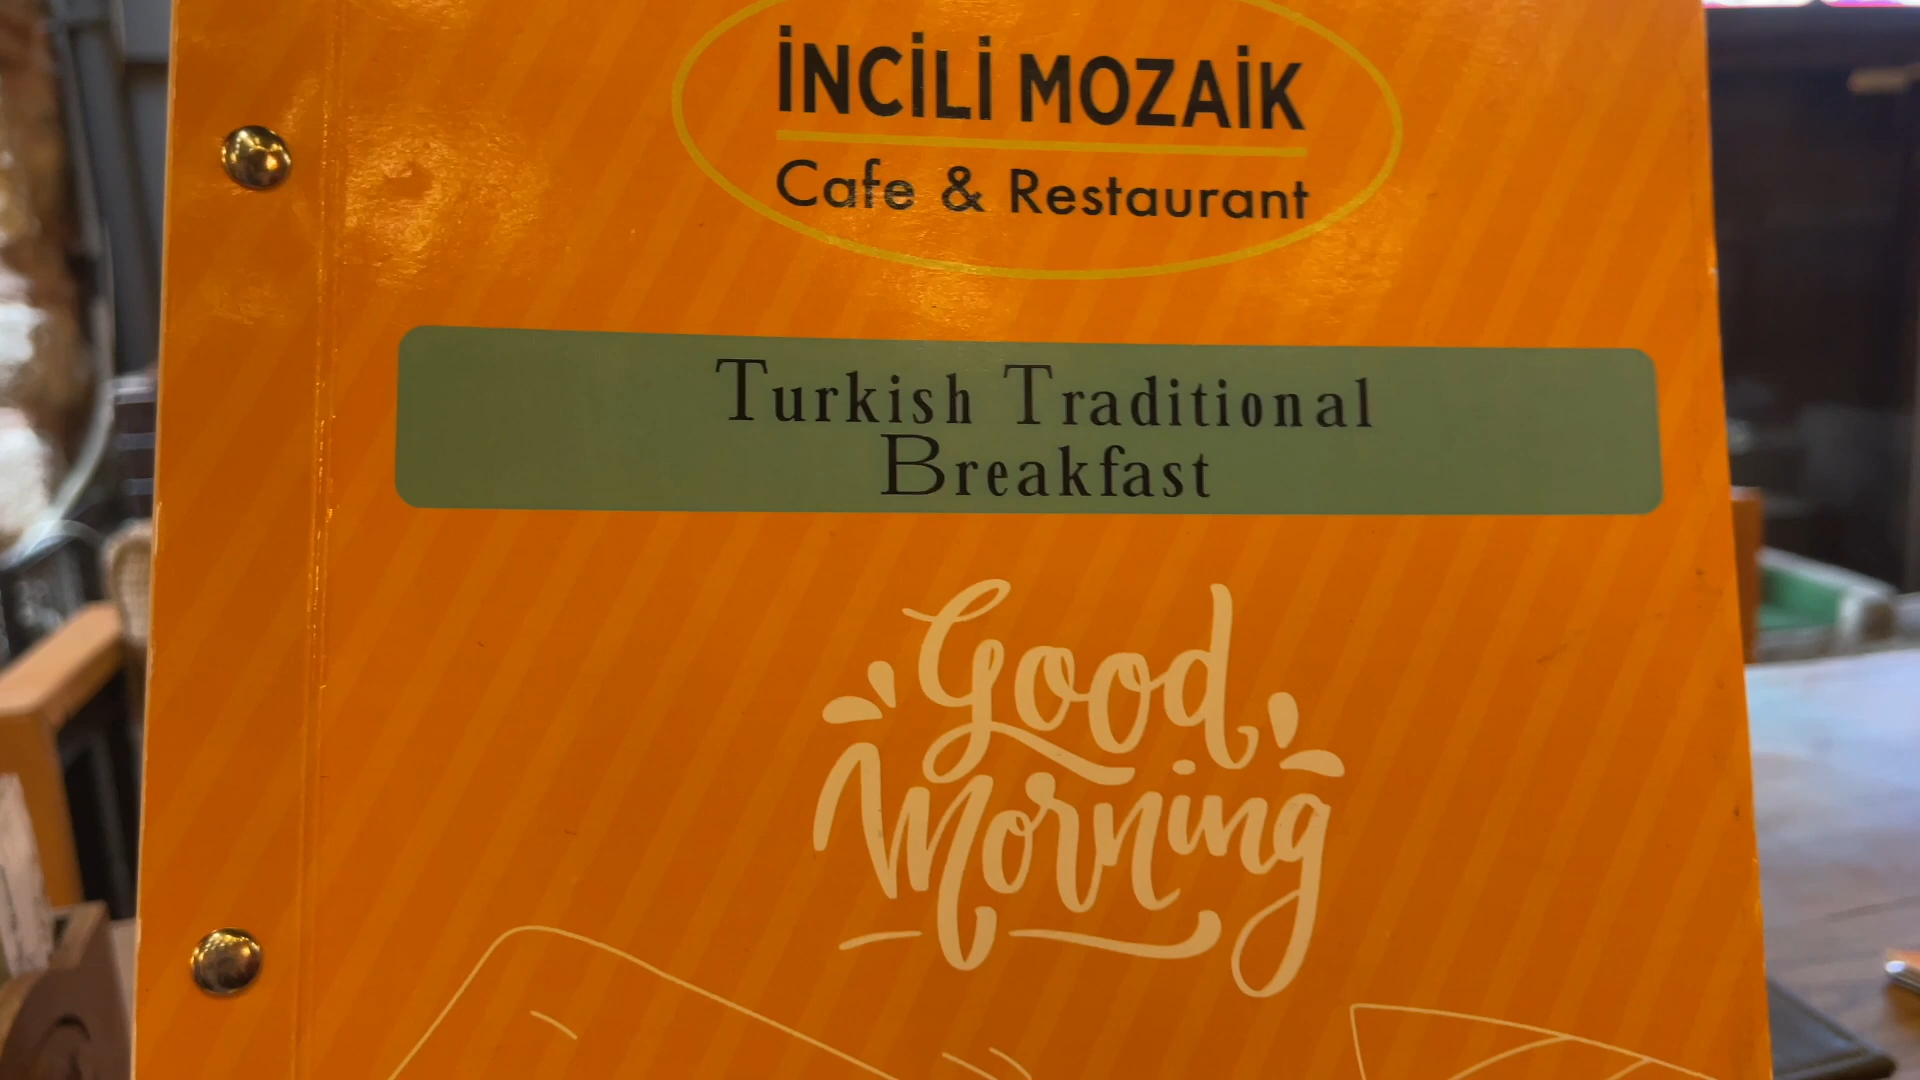 İNCİLİ MOZAİK
Cafe & Restaurant
Turkish Traditional
Breakfast
Good
Morning